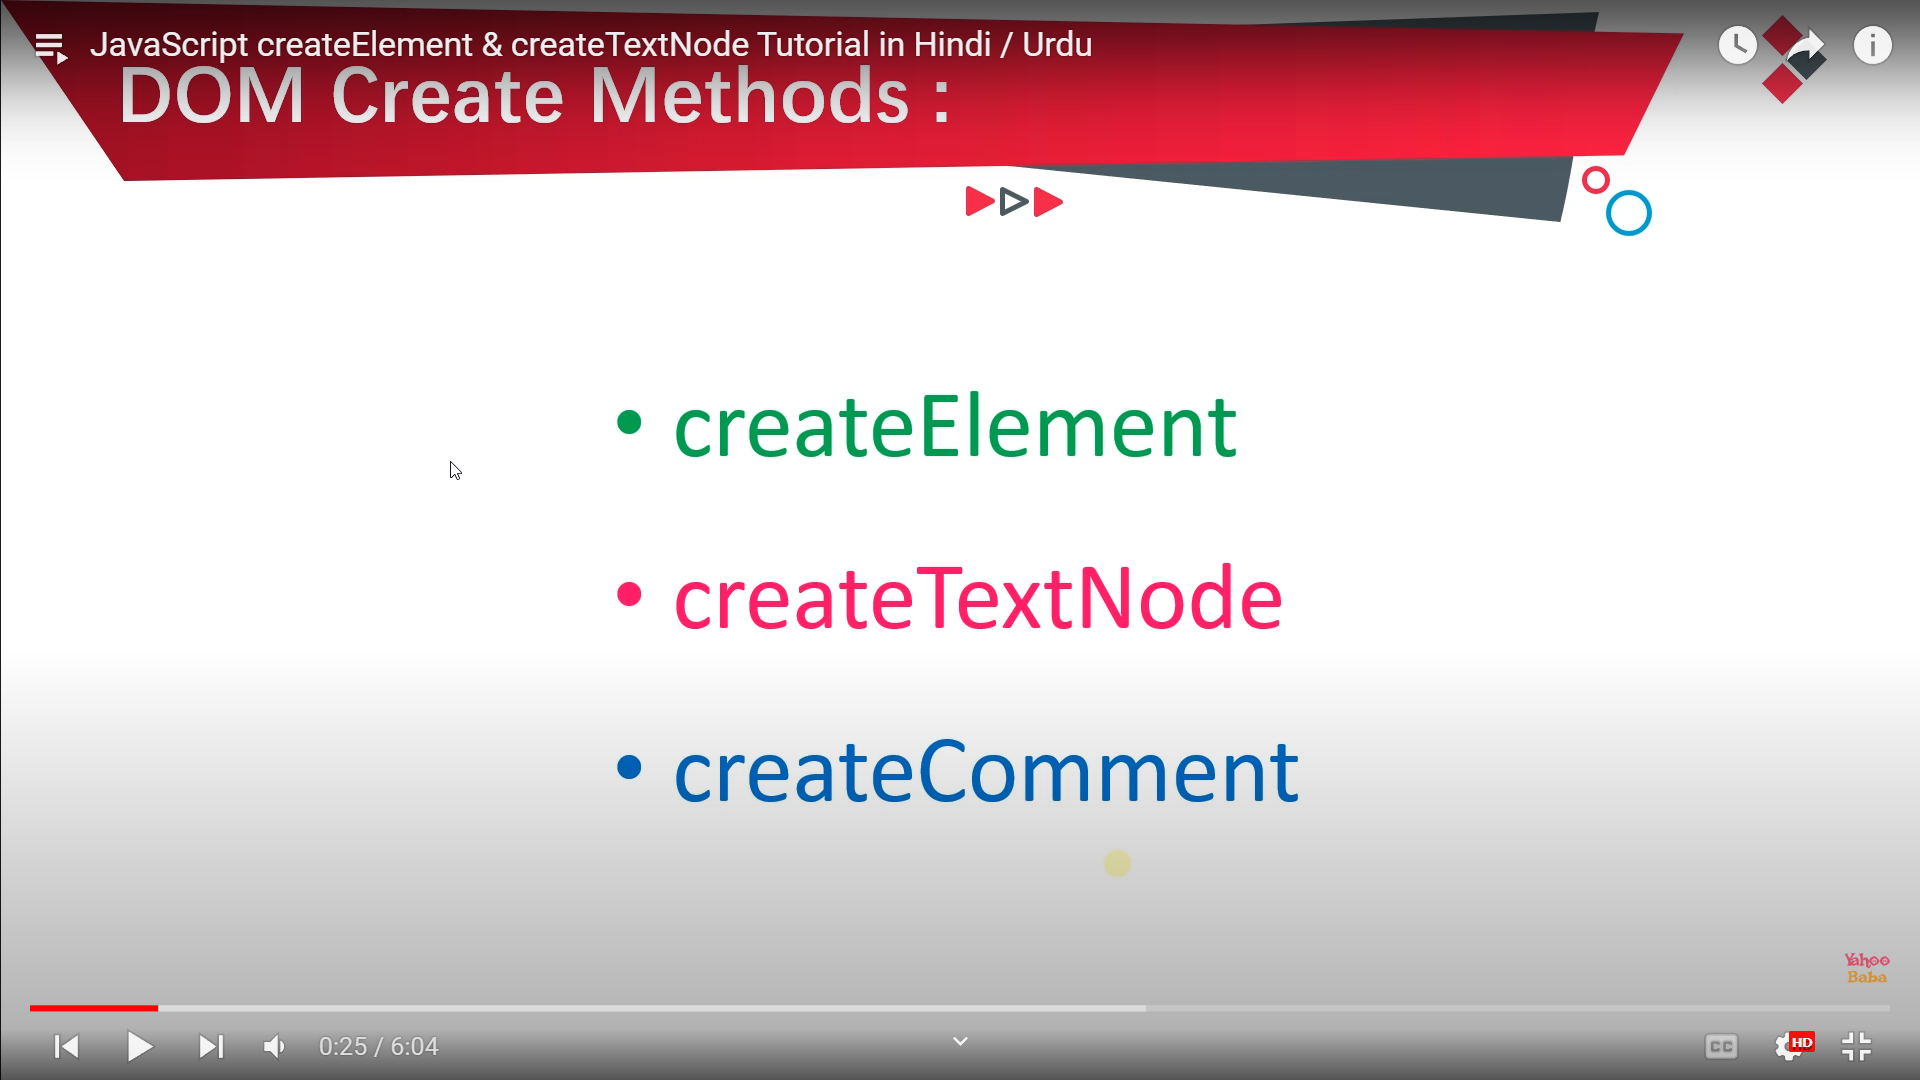 JavaScript createElement & createTextNode Tutorial in Hindi / Urdu
DOM Create Methods :
• createElement
• createTextNode
• createComment
Yahoo
Baba
0:25 / 6:04
CC
HD